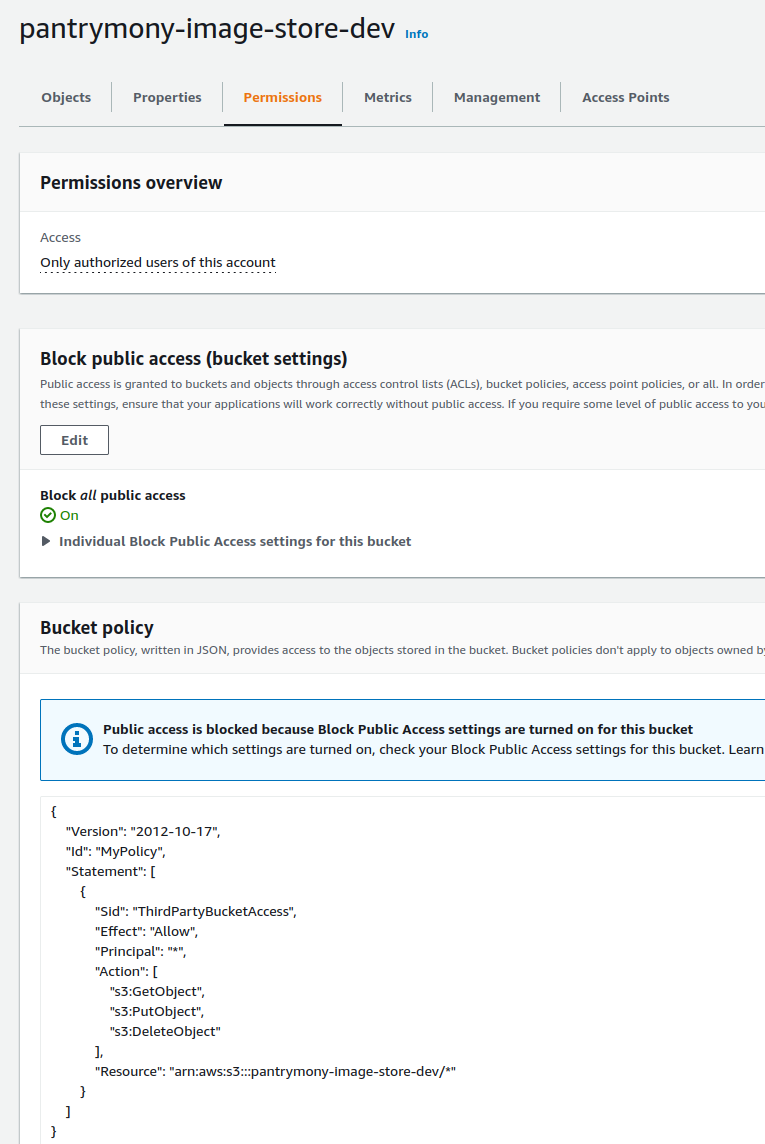 pantrymony-image-store-dev Info
Objects Properties Permissions Metrics Management Access Points
Permissions overview
Access
Only authorized users of this account
Block public access (bucket settings)
Public access is granted to buckets and objects through access control lists (ACLs), bucket policies, access point policies, or all. In order
these settings, ensure that your applications will work correctly without public access. If you require some level of public access to you
Edit
Block all public access
On
Individual Block Public Access settings for this bucket
Bucket policy
The bucket policy, written in JSON, provides access to the objects stored in the bucket. Bucket policies don't apply to objects owned by
Public access is blocked because Block Public Access settings are turned on for this bucket
To determine which settings are turned on, check your Block Public Access settings for this bucket. Learn
{
"Version": "2012-10-17",
"Id": "MyPolicy",
"Statement": [
{
"Sid": "ThirdPartyBucketAccess",
"Effect": "Allow",
"Principal": "*",
"Action": [
"s3:GetObject",
"s3:PutObject",
"s3:DeleteObject"
],
"Resource": "arn:aws:s3:::pantrymony-image-store-dev/*"
}
]
}